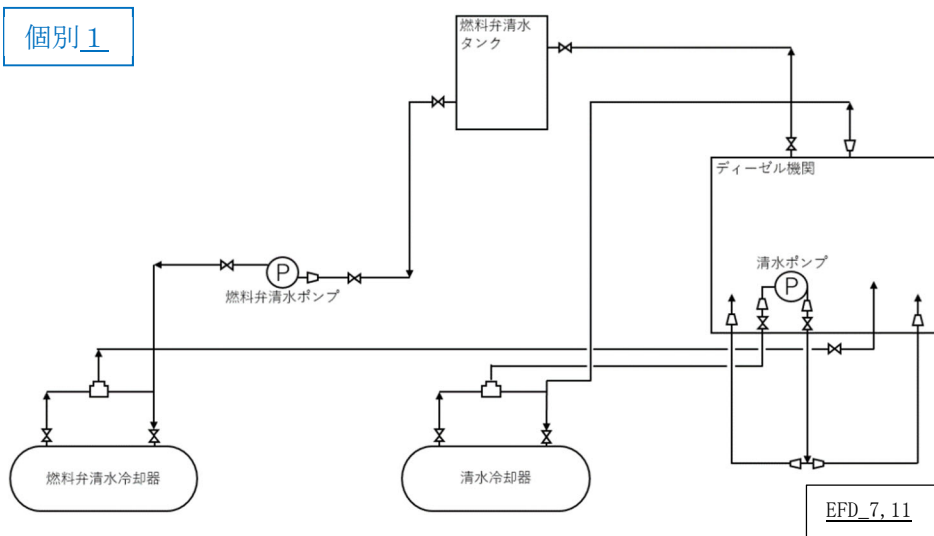 個別１
燃料弁清水
タンク
ディーゼル機関
清水ポンプ
P
P
燃料弁清水ポンプ
燃料弁清水冷却器
清水冷却器
EFD_7, 11